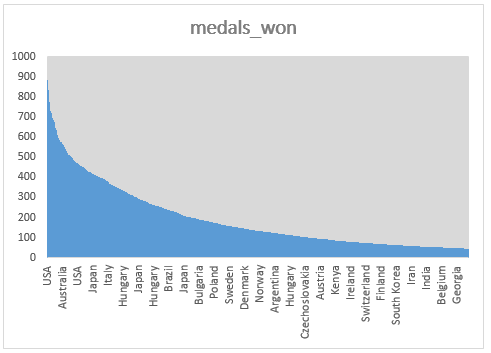 medals_won
1000
900
800
700
600
500
400
300
200
100
0
USA
Australia
USA
Japan
Italy
Hungary
Japan
Hungary
Brazil
Japan
Bulgaria
Poland
Sweden
Denmark
Norway
Argentina
Hungary
Czechoslovakia
Austria
Kenya
Ireland
Switzerland
Finland
South Korea
Iran
India
Belgium
Georgia